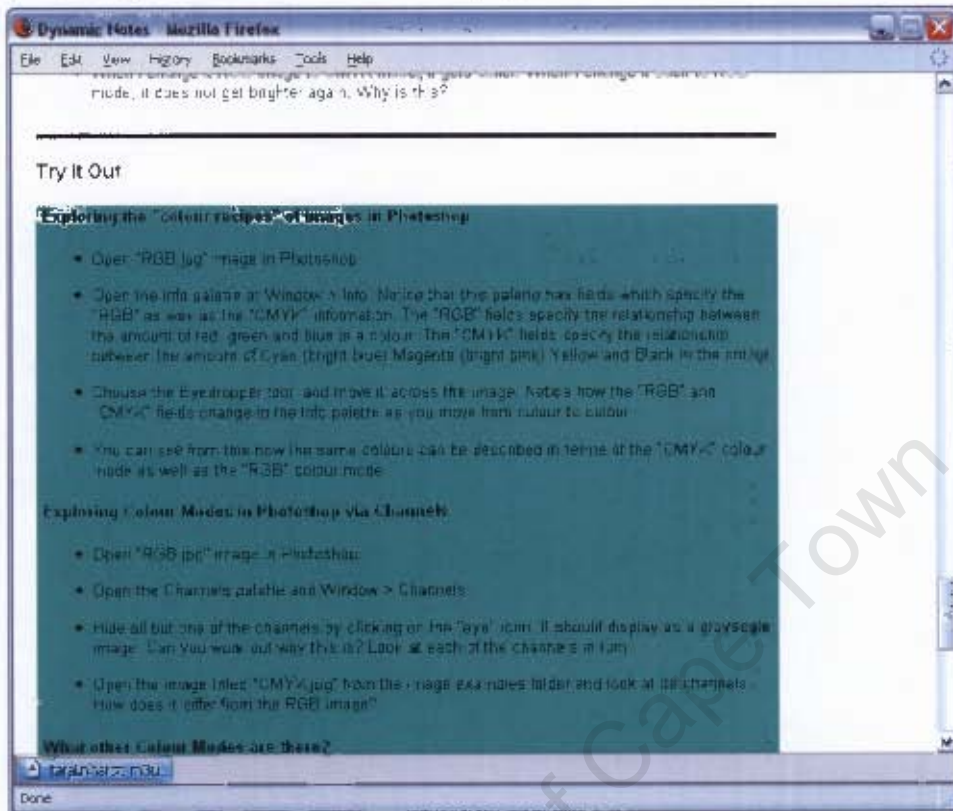 Dynamic Notes Mozilla Firefox
File Edit View History Bookmarks Tools Help
mode, it does not get brighter again. Why is this?
Try It Out
Exploring the "colour recipes" of images in Photoshop
• Open "RGB.jpg" image in Photoshop
• Open the info palette at Window > Info. Notice that this palette has fields which specify the
"RGB" as well as the "CMYK" information. The "RGB" fields specify the relationship between
the amount of red, green and blue in a colour. The "CMYK" fields specify the relationship
between the amount of Cyan (bright blue) Magenta (bright pink) Yellow and Black in the
• Choose the Eyedropper tool and move it across the image. Notice how the "RGB" and
"CMYK" fields change in the Info palette as you move from colour to colour
• You can see from this how the same colours can be described in terms of the "CMYK" colour
mode as well as the "RGB" colour mode
Exploring Colour Modes in Photoshop via Channels
• Open "RGB.jpg" image in Photoshop
• Open the Channels palette and Window > Channels
• Hide all but one of the channels by clicking on the "eye" icon. It should display as a grayscale
image. Can you work out why this is? Look at each of the channels in turn
• Open the image titled "CMYK.jpg" from the image examples folder and look at its channels
How does it differ from the RGB image?
What other Colour Modes are there?
Done
of Cape Town